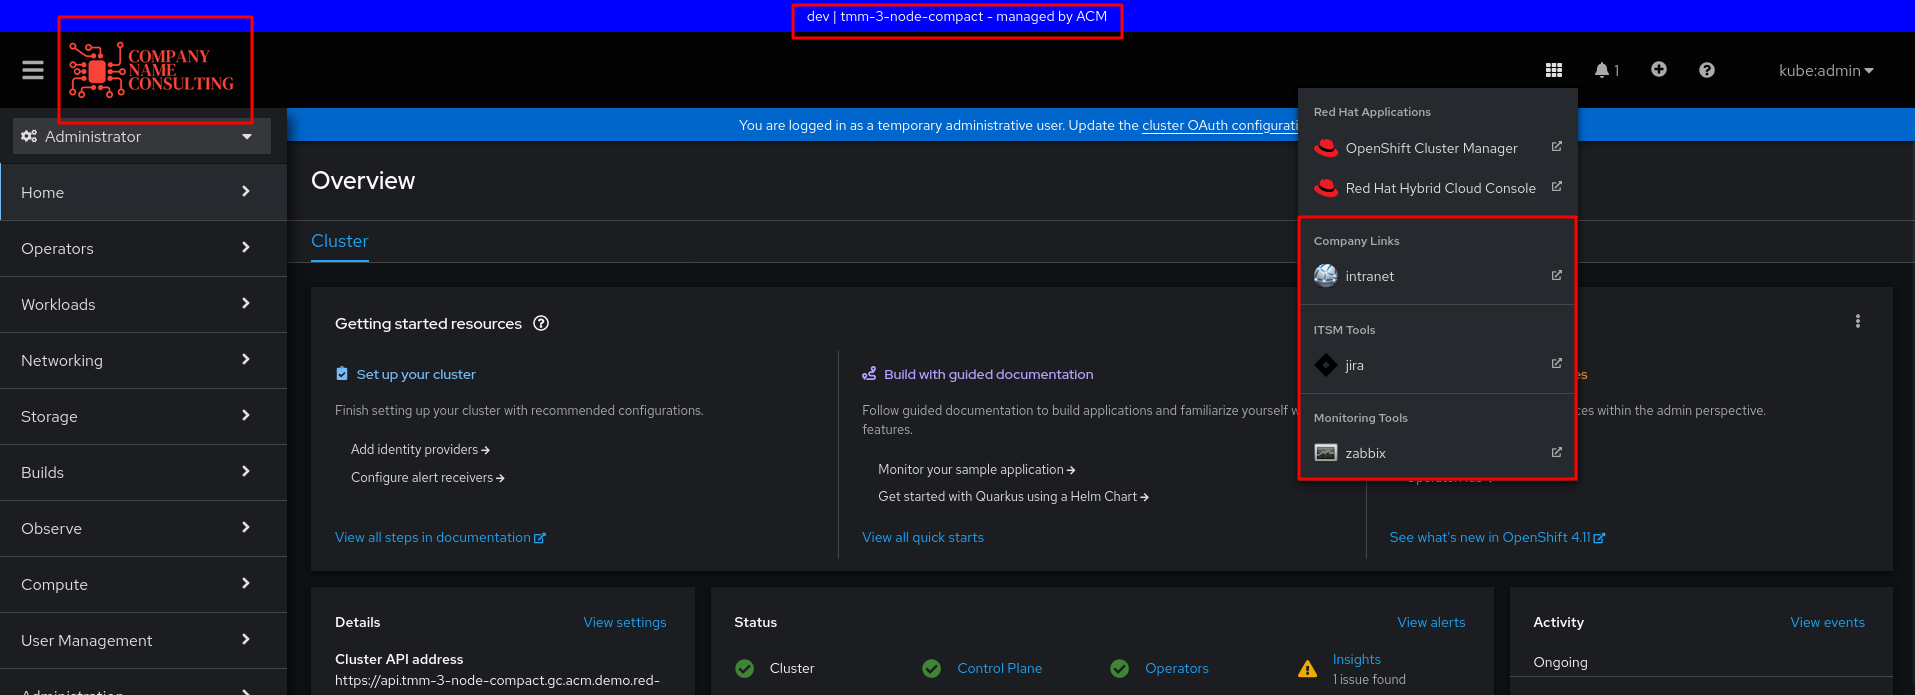 dev | tmm-3-node-compact - managed by ACM
COMPANY
NAME
CONSULTING
1
kube:admin
Administrator
You are logged in as a temporary administrative user. Update the cluster OAuth configurati
Home
Operators
Workloads
Networking
Storage
Builds
Observe
Compute
User Management
Administration
Red Hat Applications
OpenShift Cluster Manager
Red Hat Hybrid Cloud Console
Company Links
intranet
ITSM Tools
jira
Monitoring Tools
zabbix
Overview
Cluster
Getting started resources
Set up your cluster
Finish setting up your cluster with recommended configurations.
Add identity providers
Configure alert receivers
View all steps in documentation
Build with guided documentation
Follow guided documentation to build applications and familiarize yourself w
features.
Monitor your sample application
Get started with Quarkus using a Helm Chart
View all quick starts
es
ces within the admin perspective.
See what's new in OpenShift 4.11
Details
View settings
Cluster API address
https://api.tmm-3-node-compact.gc.acm.demo.red-
Status
View alerts
Cluster
Control Plane
Operators
Insights
1 issue found
Activity
View events
Ongoing